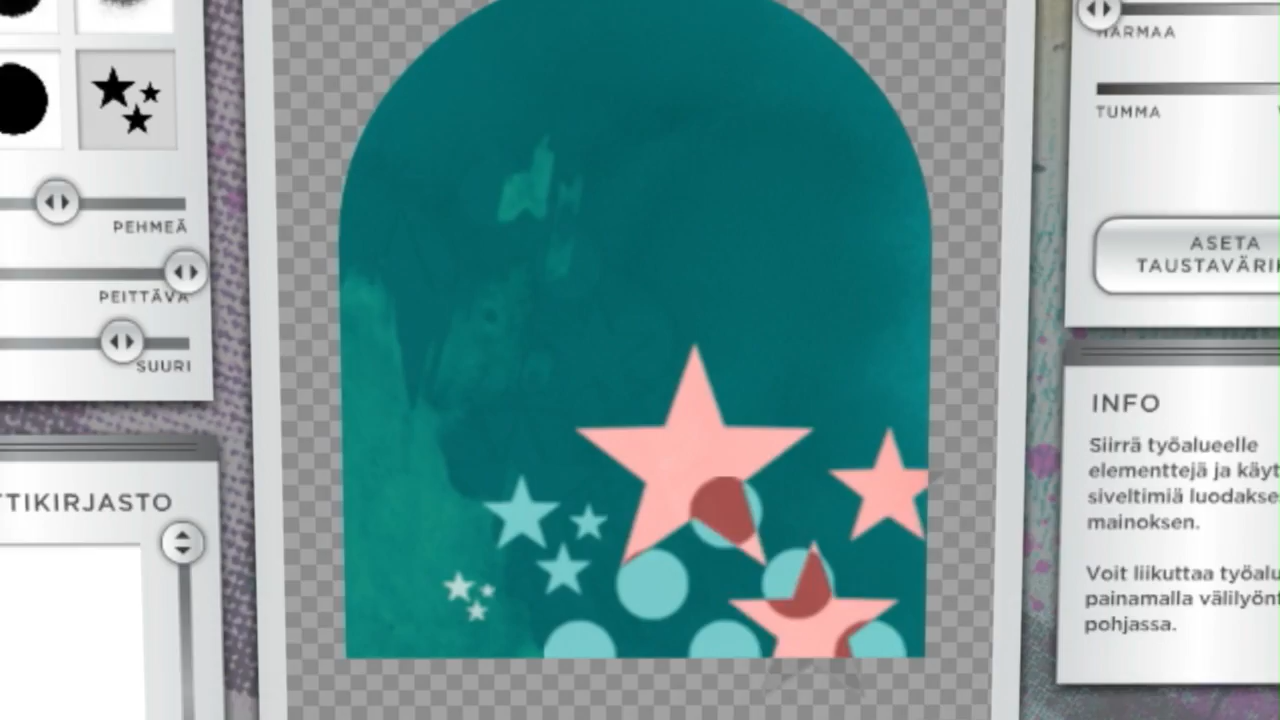 PEHMEÄ
PEITTÄVÄ
SUURI
TTIKIRJASTO
HARMAA
TUMMA
ASETA
TAUSTAVÄRI
INFO
Siirrä työalueelle
elementtejä ja käyt
siveltimiä luodakse
mainoksen.
Voit liikuttaa työalu
painamalla välilyön
pohjassa.